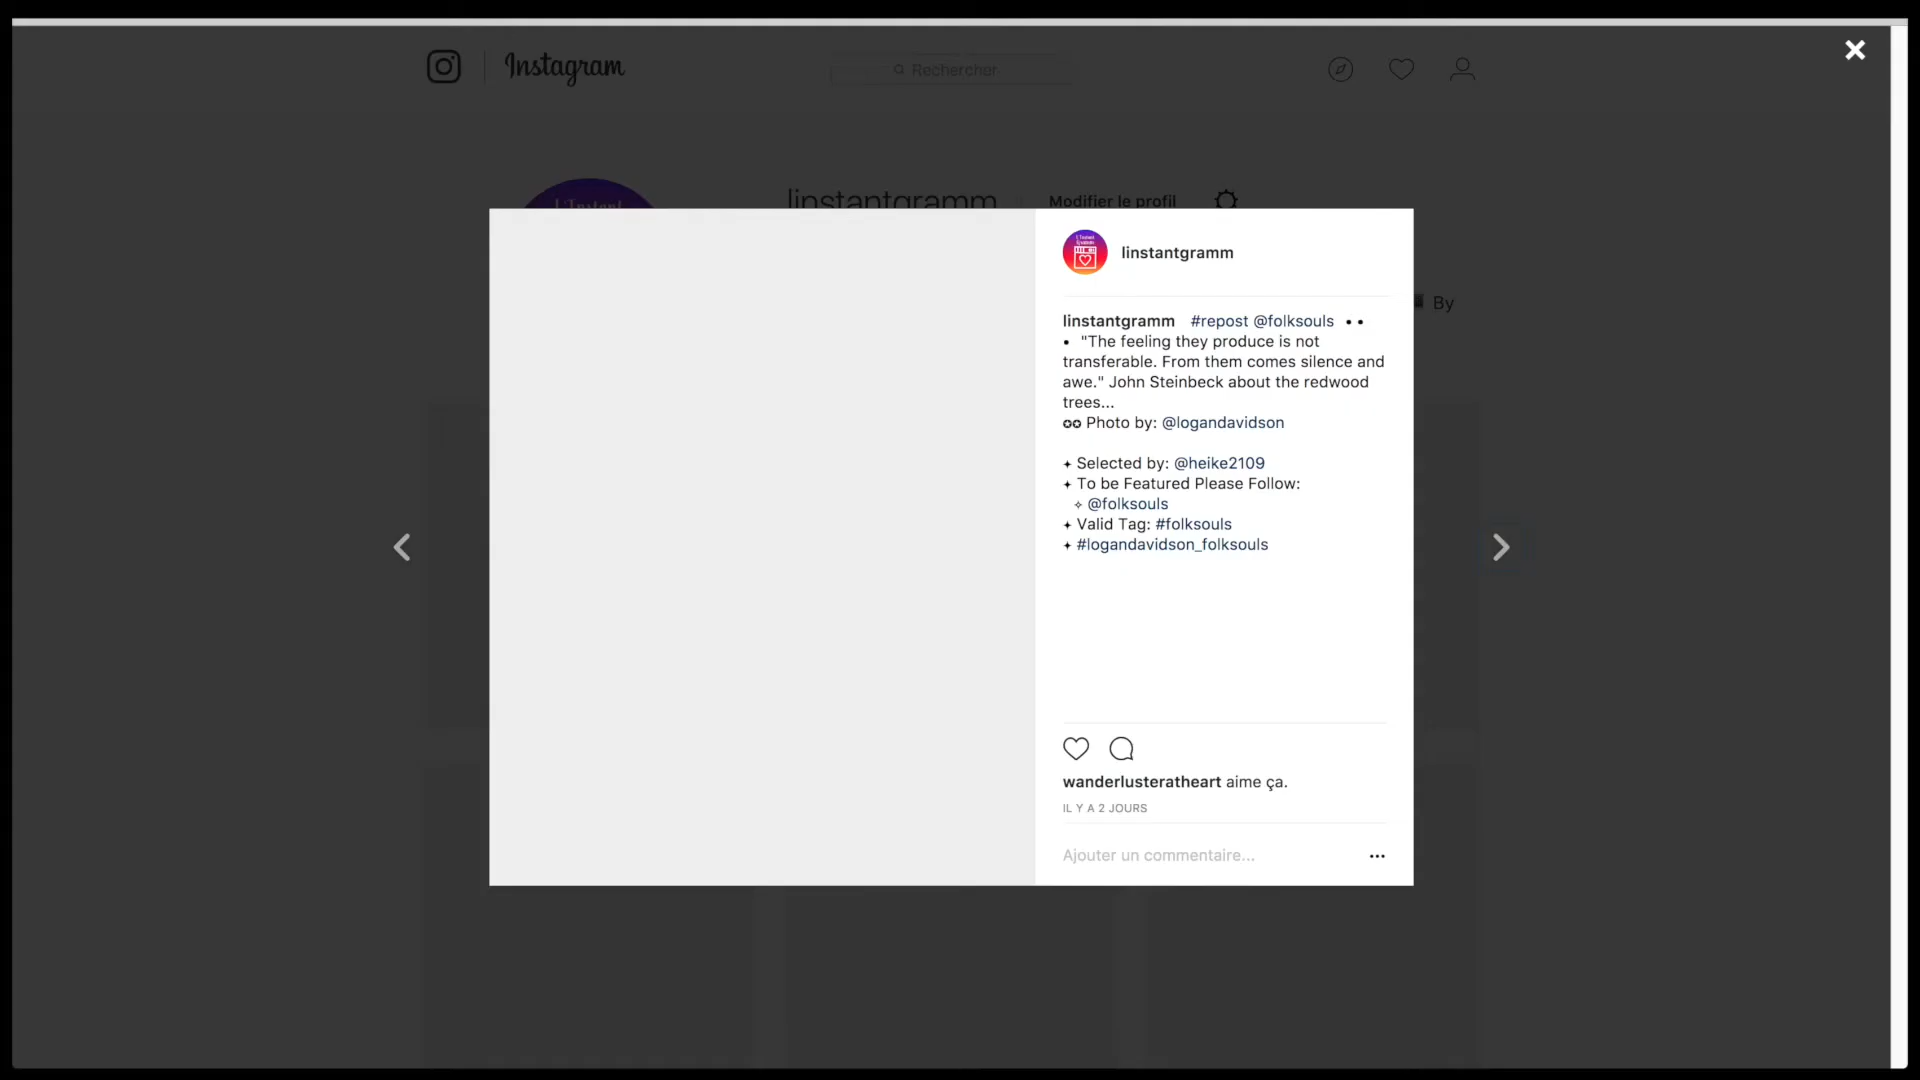 Instagram
Rechercher
linstantgramm
Modifier le profil
By
linstantgramm
linstantgramm #repost @folksouls • •
• "The feeling they produce is not
transferable. From them comes silence and
awe." John Steinbeck about the redwood
trees...
✪✪ Photo by: @logandavidson
✦ Selected by: @heike2109
✦ To be Featured Please Follow:
✧ @folksouls
✦ Valid Tag: #folksouls
✦ #logandavidson_folksouls
wanderlusteratheart aime ça.
IL Y A 2 JOURS
Ajouter un commentaire...